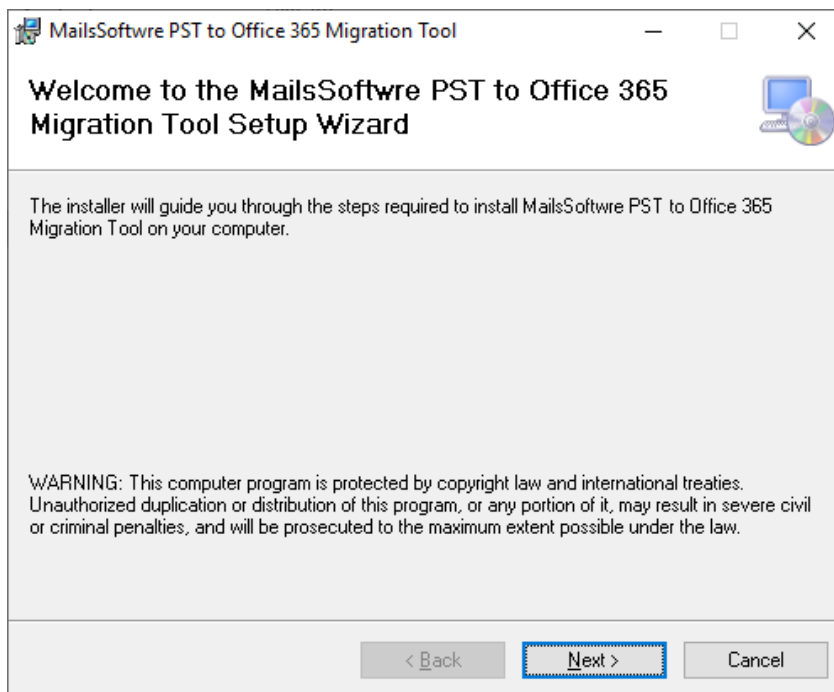 MailsSoftwre PST to Office 365 Migration Tool
Welcome to the MailsSoftwre PST to Office 365
Migration Tool Setup Wizard
The installer will guide you through the steps required to install MailsSoftwre PST to Office 365
Migration Tool on your computer.
WARNING: This computer program is protected by copyright law and international treaties.
Unauthorized duplication or distribution of this program, or any portion of it, may result in severe civil
or criminal penalties, and will be prosecuted to the maximum extent possible under the law.
< Back Next > Cancel